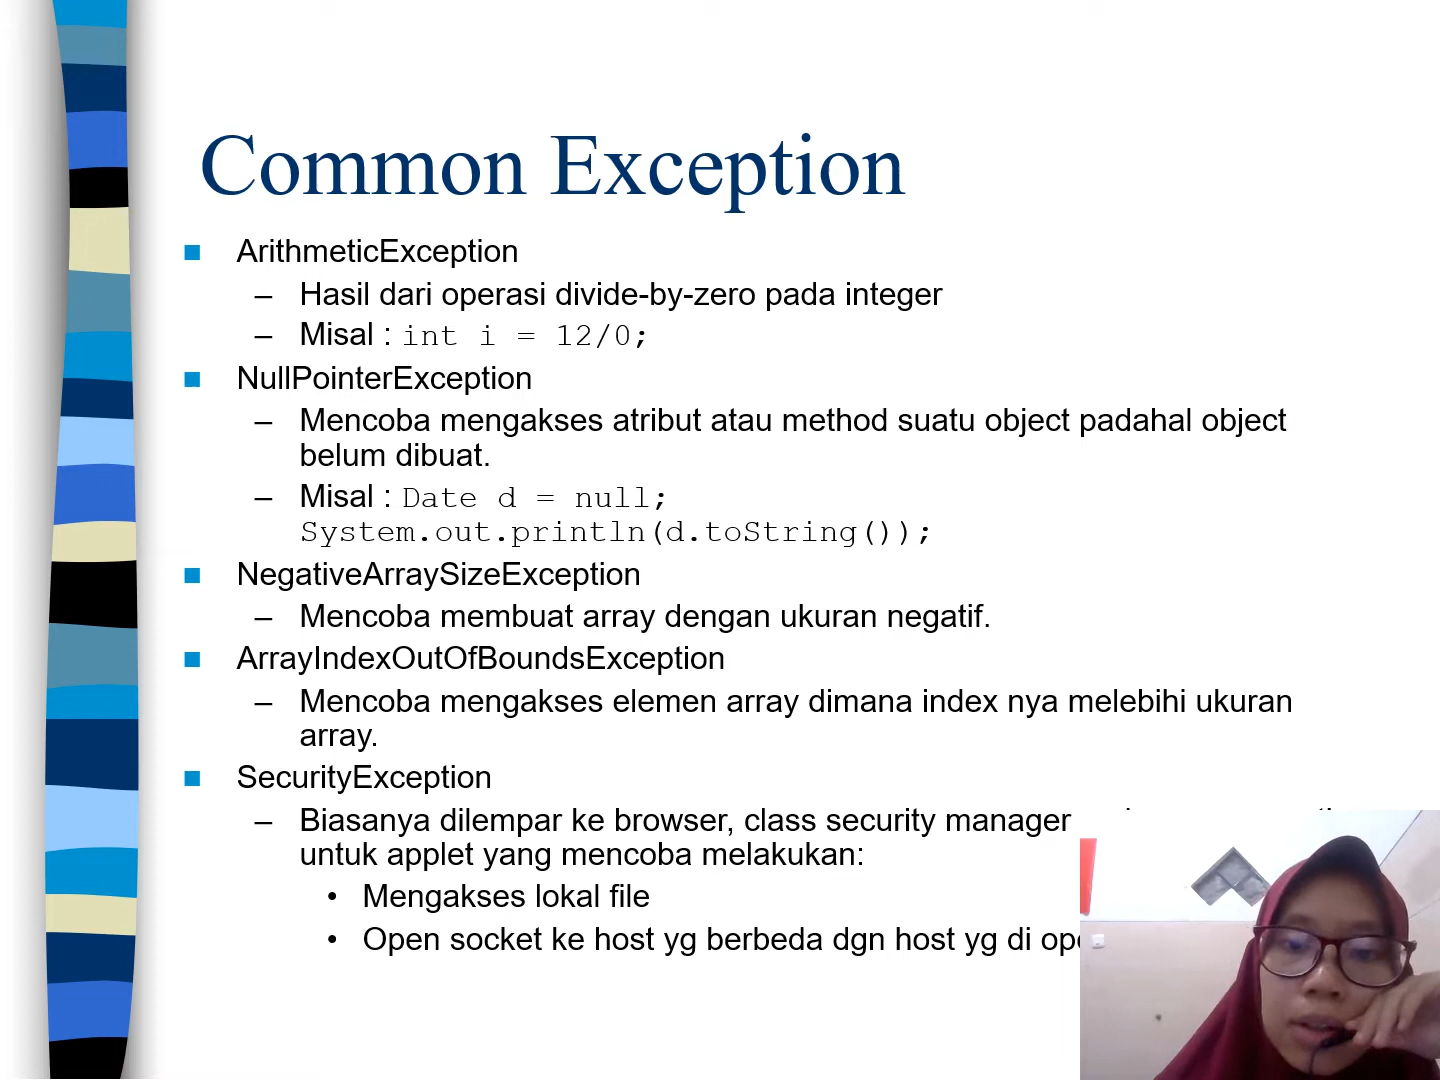 Common Exception
ArithmeticException
– Hasil dari operasi divide-by-zero pada integer
– Misal : int i = 12/0;
NullPointerException
– Mencoba mengakses atribut atau method suatu object padahal object
belum dibuat.
– Misal : Date d = null;
System.out.println(d.toString());
NegativeArraySizeException
– Mencoba membuat array dengan ukuran negatif.
ArrayIndexOutOfBoundsException
– Mencoba mengakses elemen array dimana index nya melebihi ukuran
array.
SecurityException
– Biasanya dilempar ke browser, class security manager
untuk applet yang mencoba melakukan:
• Mengakses lokal file
• Open socket ke host yg berbeda dgn host yg di